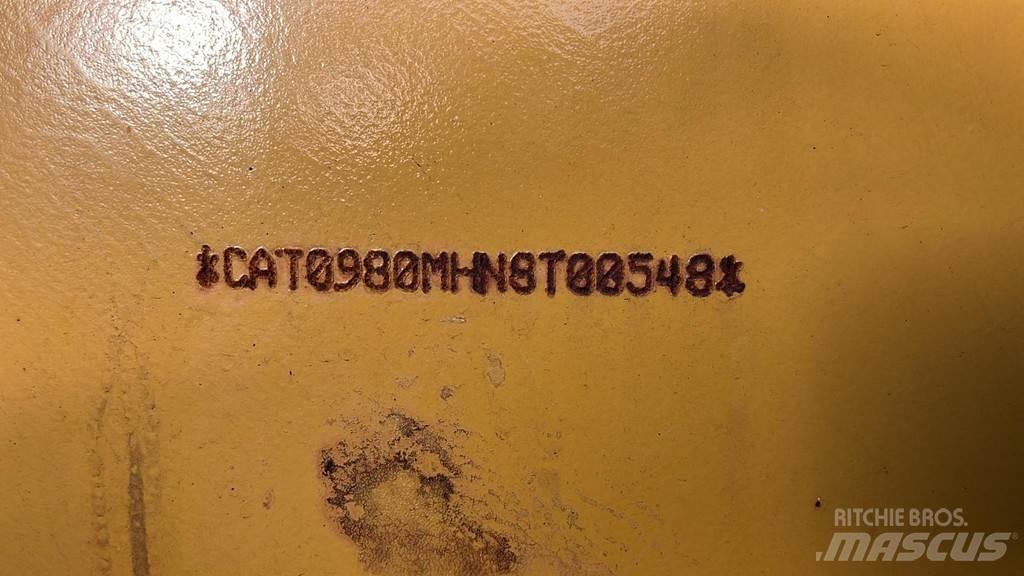 *CAT0980MHN8T00548*
RITCHIE BROS.
MASCUS